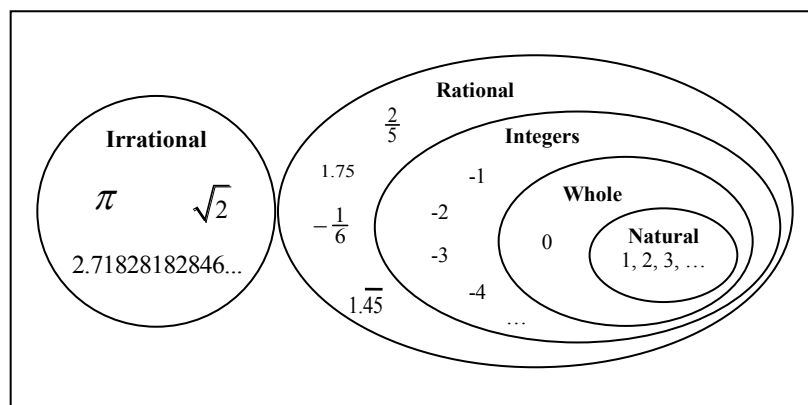 Irrational
π √2
2.71828182846...
Rational
2/5
1.75
-1/6
1.4̅5̅
Integers
-1
-2
-3
-4
...
Whole
0
Natural
1, 2, 3, ...